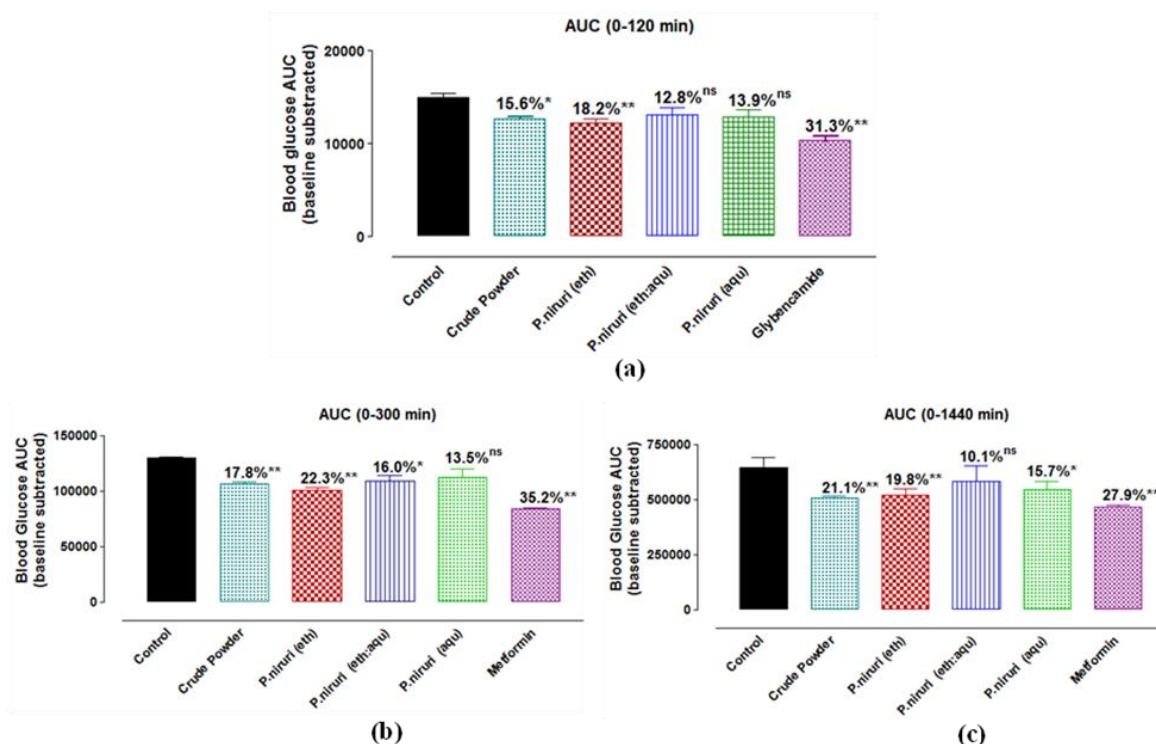 AUC (0-120 min)
Blood glucose AUC
(baseline substracted)
20000
10000
0
15.6%*
18.2%**
12.8%ns
13.9%ns
31.3%**
Control
Crude Powder
P.niruri (eth)
P.niruri (eth:aqu)
P.niruri (aqu)
Glybencamide
(a)
AUC (0-300 min)
Blood Glucose AUC
(baseline subtracted)
150000
100000
50000
0
17.8%**
22.3%**
16.0%*
13.5%ns
35.2%**
Control
Crude Powder
P.niruri (eth)
P.niruri (eth:aqu)
P.niruri (aqu)
Metformin
(b)
AUC (0-1440 min)
Blood Glucose AUC
(baseline subtracted)
750000
500000
250000
0
21.1%**
19.8%**
10.1%ns
15.7%*
27.9%**
Control
Crude Powder
P.niruri (eth)
P.niruri (eth:aqu)
P.niruri (aqu)
Metformin
(c)